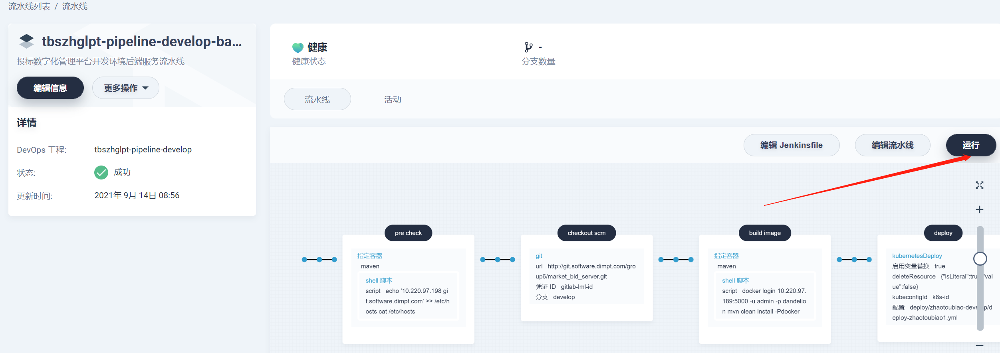 流水线列表 / 流水线
tbszhglpt-pipeline-develop-ba...
投标数字化管理平台开发环境后端服务流水线
编辑信息
更多操作
详情
DevOps 工程: tbszhglpt-pipeline-develop
状态: 成功
更新时间: 2021年 9月 14日 08:56
健康
健康状态
-
分支数量
流水线
活动
编辑 Jenkinsfile
编辑流水线
运行
pre check
指定容器
maven
shell 脚本
script echo '10.220.97.198 gi
t.software.dimpt.com' >> /etc/h
osts cat /etc/hosts
checkout scm
git
url http://git.software.dimpt.com/gro
up6/market_bid_server.git
凭证 ID gitlab-lml-id
分支 develop
build image
指定容器
maven
shell 脚本
script docker login 10.220.97.
189:5000 -u admin -p dandelio
n mvn clean install -Pdocker
deploy
kubernetesDeploy
启用变量替换 true
deleteResource
ue":false}
kubeconfigId k8s-id
配置
eploy-zhaotoubiao1.yml